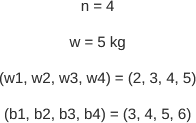 n = 4
w = 5 kg
(w1, w2, w3, w4) = (2, 3, 4, 5)
(b1, b2, b3, b4) = (3, 4, 5, 6)